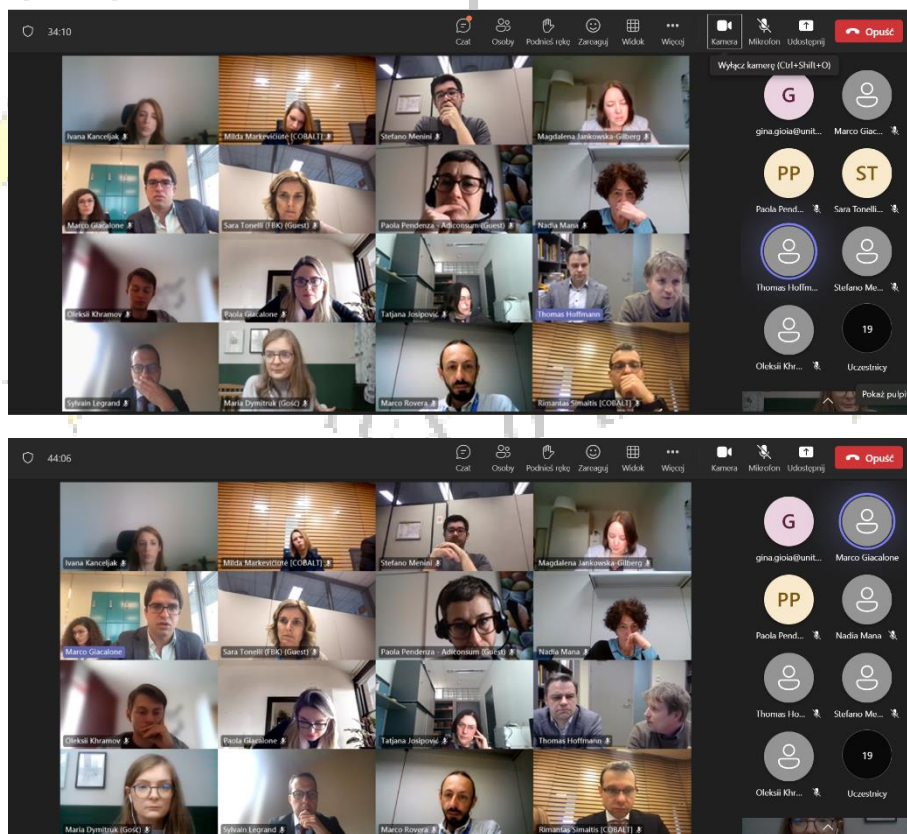 34:10
Czat Osoby Podnieś rękę Zareaguj Widok Więcej Kamera Mikrofon Udostępnij Opuść
Wyłącz kamerę (Ctrl+Shift+O)
Ivana Kanceljak
Milda Markevičiūtė [COBALT]
Stefano Menini
Magdalena Jankowska-Gilberg
Marco Giacalone
Sara Tonelli (FBK) (Guest)
Paola Pendenza - Adiconsum (Guest)
Nadia Mana
Oleksii Khramov
Paola Giacalone
Tatjana Josipović
Thomas Hoffmann
Sylvain Legrand
Maria Dymitruk (Gość)
Marco Rovera
Rimantas Simaitis [COBALT]
G
gina.gioia@unit...
Marco Giac...
PP
ST
Paola Pend...
Sara Tonelli...
Thomas Hoffm...
Stefano Me...
19
Oleksii Khr...
Uczestnicy
Pokaż pulpi
44:06
Czat Osoby Podnieś rękę Zareaguj Widok Więcej Kamera Mikrofon Udostępnij Opuść
Ivana Kanceljak
Milda Markevičiūtė [COBALT]
Stefano Menini
Magdalena Jankowska-Gilberg
Marco Giacalone
Sara Tonelli (FBK) (Guest)
Paola Pendenza - Adiconsum (Guest)
Nadia Mana
Oleksii Khramov
Paola Giacalone
Tatjana Josipović
Thomas Hoffmann
Maria Dymitruk (Gość)
Sylvain Legrand
Marco Rovera
Rimantas Simaitis [COBALT]
G
gina.gioia@unit...
Marco Giacalone
PP
Paola Pend...
Nadia Mana
Thomas Ho...
Stefano Me...
19
Oleksii Khr...
Uczestnicy